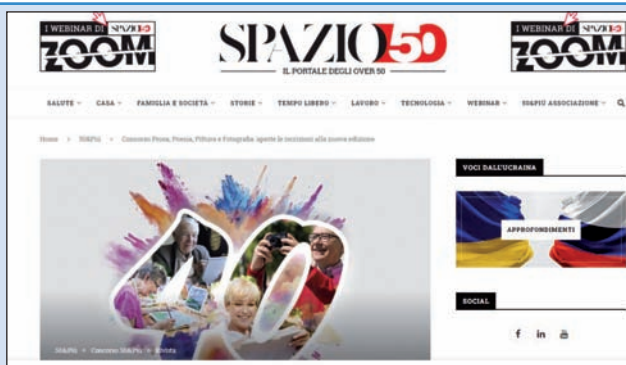 I WEBINAR DI SPAZIO50
ZOOM
SPAZIO50
IL PORTALE DEGLI OVER 50
I WEBINAR DI SPAZIO50
ZOOM
SALUTE CASA FAMIGLIA E SOCIETÀ STORIE TEMPO LIBERO LAVORO TECNOLOGIA WEBINAR 50&PIÙ ASSOCIAZIONE
Home > 50&Più > Concorso Prosa, Poesia, Pittura e Fotografia: aperte le iscrizioni alla nuova edizione
VOCI DALL'UCRAINA
APPROFONDIMENTI
SOCIAL
40
50&Più Concorso 50&Più Rivista